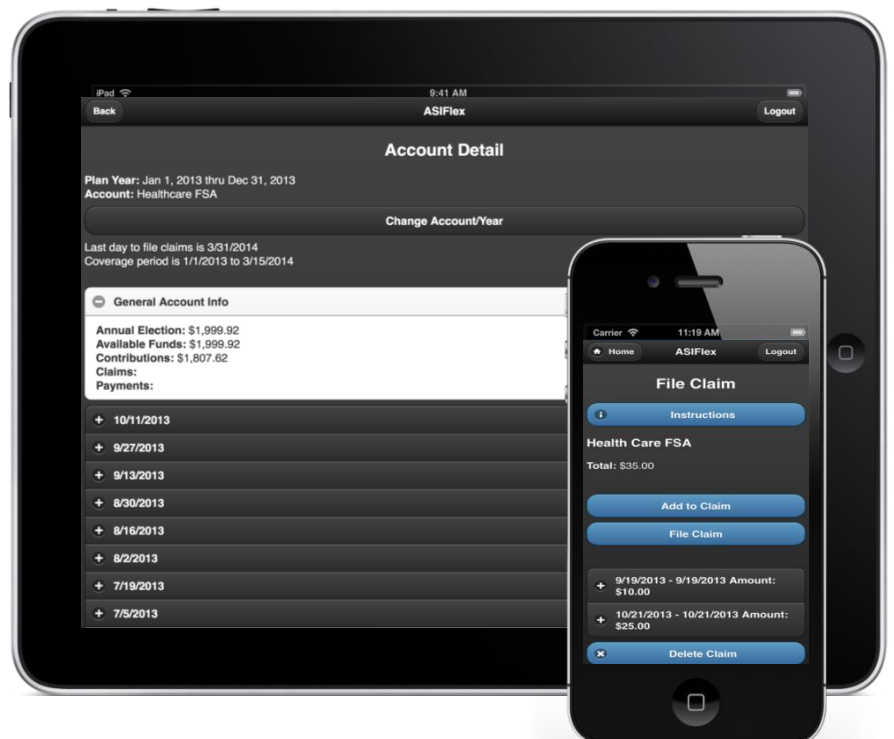 iPad 9:41 AM
Back ASIFlex Logout
Account Detail
Plan Year: Jan 1, 2013 thru Dec 31, 2013
Account: Healthcare FSA
Change Account/Year
Last day to file claims is 3/31/2014
Coverage period is 1/1/2013 to 3/15/2014
General Account Info
Annual Election: $1,999.92
Available Funds: $1,999.92
Contributions: $1,807.62
Claims:
Payments:
10/11/2013
9/27/2013
9/13/2013
8/30/2013
8/16/2013
8/2/2013
7/19/2013
7/5/2013
Carrier 11:19 AM
Home ASIFlex Logout
File Claim
Instructions
Health Care FSA
Total: $35.00
Add to Claim
File Claim
9/19/2013 - 9/19/2013 Amount:
$10.00
10/21/2013 - 10/21/2013 Amount:
$25.00
Delete Claim